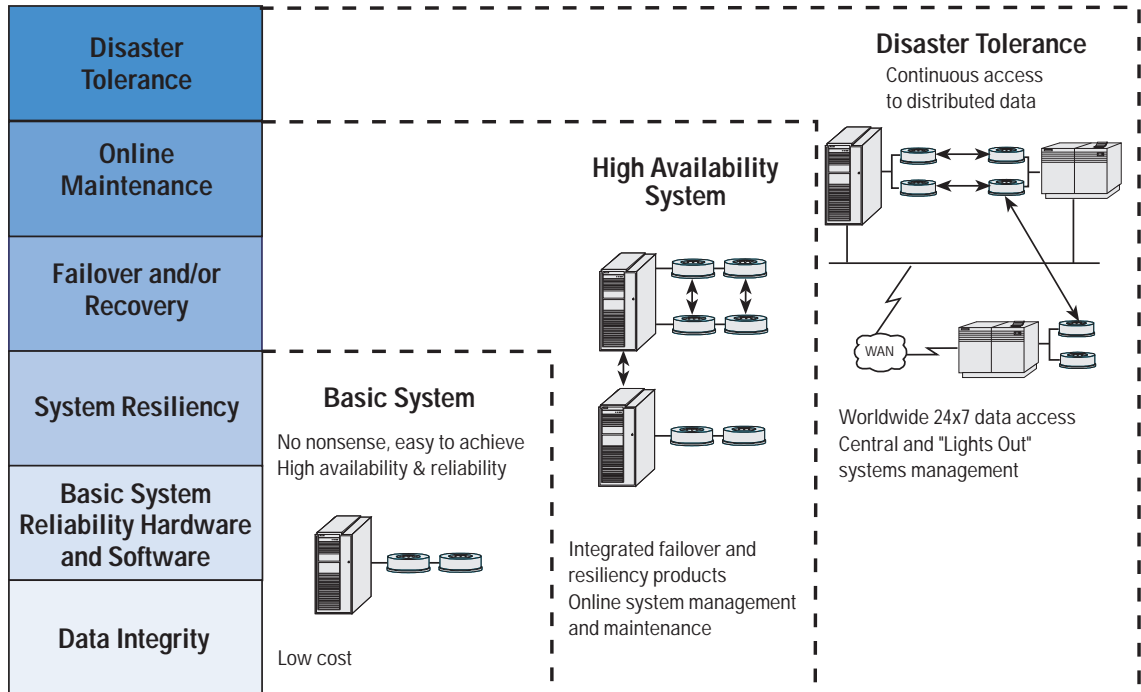 Disaster
Tolerance
Online
Maintenance
Failover and/or
Recovery
System Resiliency
Basic System
Reliability Hardware
and Software
Data Integrity
Basic System
No nonsense, easy to achieve
High availability & reliability
Low cost
High Availability
System
Integrated failover and
resiliency products
Online system management
and maintenance
Disaster Tolerance
Continuous access
to distributed data
WAN
Worldwide 24x7 data access
Central and "Lights Out"
systems management